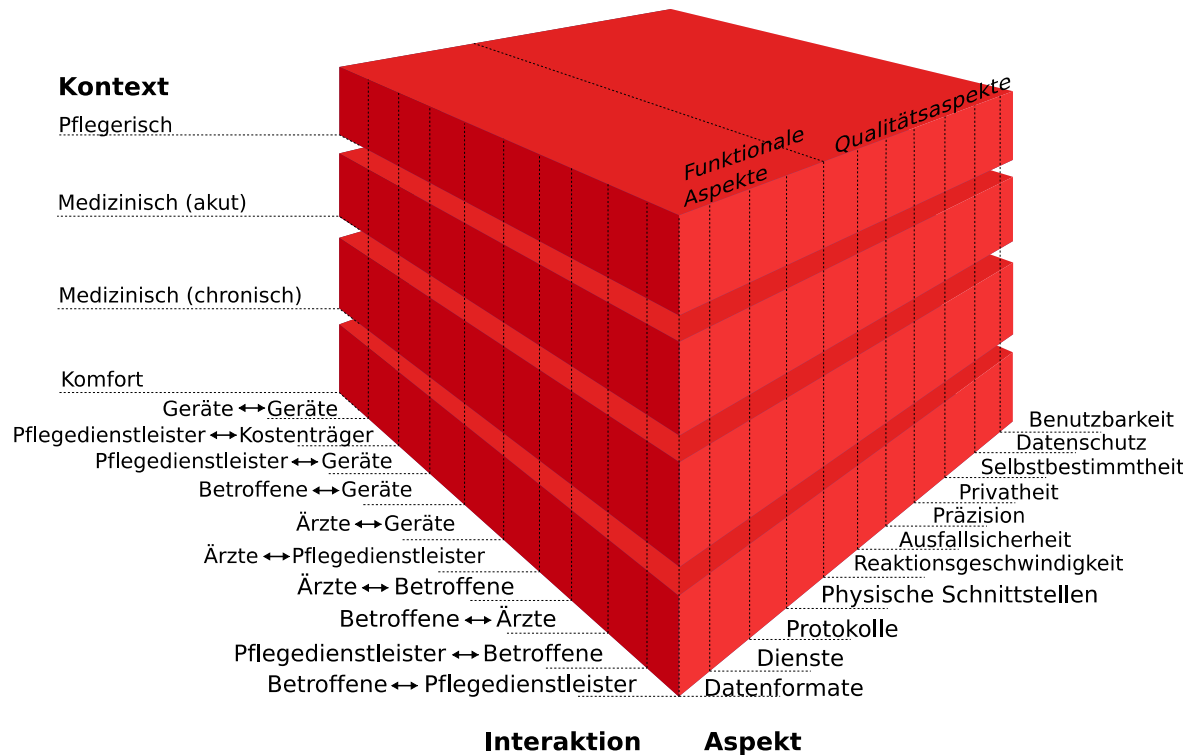 Kontext
Pflegerisch
Medizinisch (akut)
Medizinisch (chronisch)
Komfort
Funktionale
Aspekte
Qualitätsaspekte
Geräte ↔ Geräte
Pflegedienstleister ↔ Kostenträger
Pflegedienstleister ↔ Geräte
Betroffene ↔ Geräte
Ärzte ↔ Geräte
Ärzte ↔ Pflegedienstleister
Ärzte ↔ Betroffene
Betroffene ↔ Ärzte
Pflegedienstleister ↔ Betroffene
Betroffene ↔ Pflegedienstleister
Benutzbarkeit
Datenschutz
Selbstbestimmtheit
Privatheit
Präzision
Ausfallsicherheit
Reaktionsgeschwindigkeit
Physische Schnittstellen
Protokolle
Dienste
Datenformate
Interaktion
Aspekt